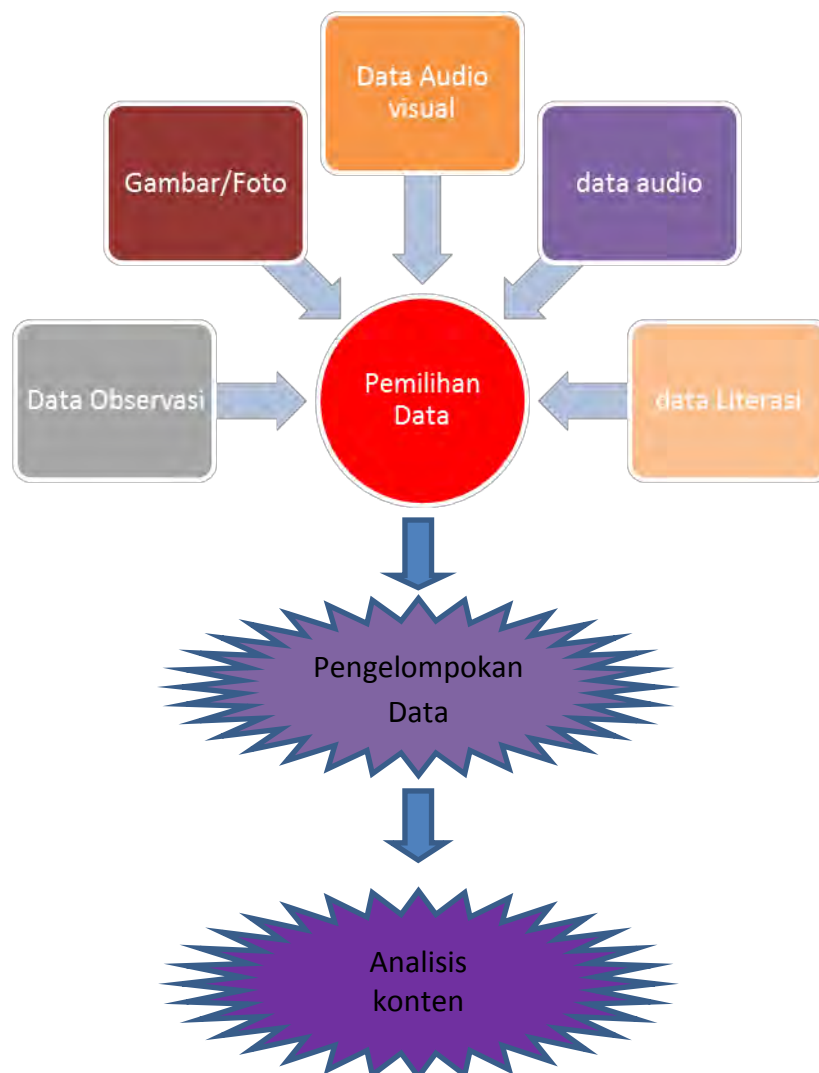 Data Audio
visual
Gambar/Foto
data audio
Data Observasi
Pemilihan
Data
data Literasi
Pengelompokan
Data
Analisis
konten